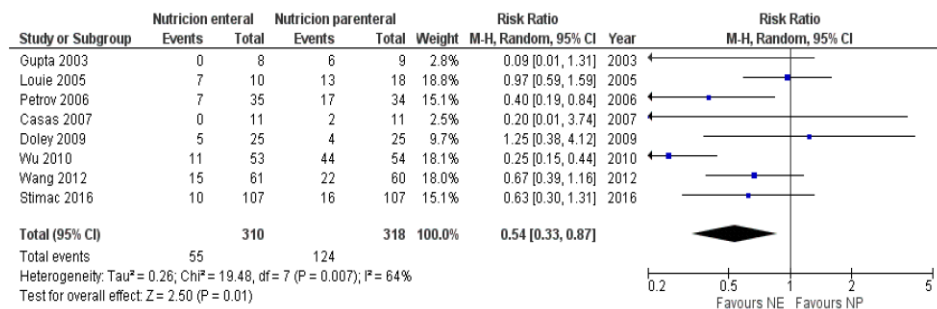 Nutricion enteral Nutricion parenteral Risk Ratio Risk Ratio
Study or Subgroup Events Total Events Total Weight M-H, Random, 95% CI Year M-H, Random, 95% CI
Gupta 2003 0 8 6 9 2.8% 0.09 [0.01, 1.31] 2003
Louie 2005 7 10 13 18 18.8% 0.97 [0.59, 1.59] 2005
Petrov 2006 7 35 17 34 15.1% 0.40 [0.19, 0.84] 2006
Casas 2007 0 11 2 11 2.4% 0.20 [0.01, 3.74] 2007
Doley 2009 5 25 4 25 9.7% 1.25 [0.38, 4.12] 2009
Wu 2010 11 53 44 54 18.1% 0.25 [0.15, 0.44] 2010
Wang 2012 15 61 22 60 18.0% 0.67 [0.39, 1.16] 2012
Stimac 2016 10 107 16 107 15.1% 0.63 [0.30, 1.31] 2016
Total (95% CI) 310 318 100.0% 0.54 [0.33, 0.87]
Total events 55 124
Heterogeneity: Tau² = 0.26; Chi² = 19.48, df = 7 (P = 0.007); I² = 64%
Test for overall effect: Z = 2.50 (P = 0.01)
0.2 0.5 1 2 5
Favours NE Favours NP